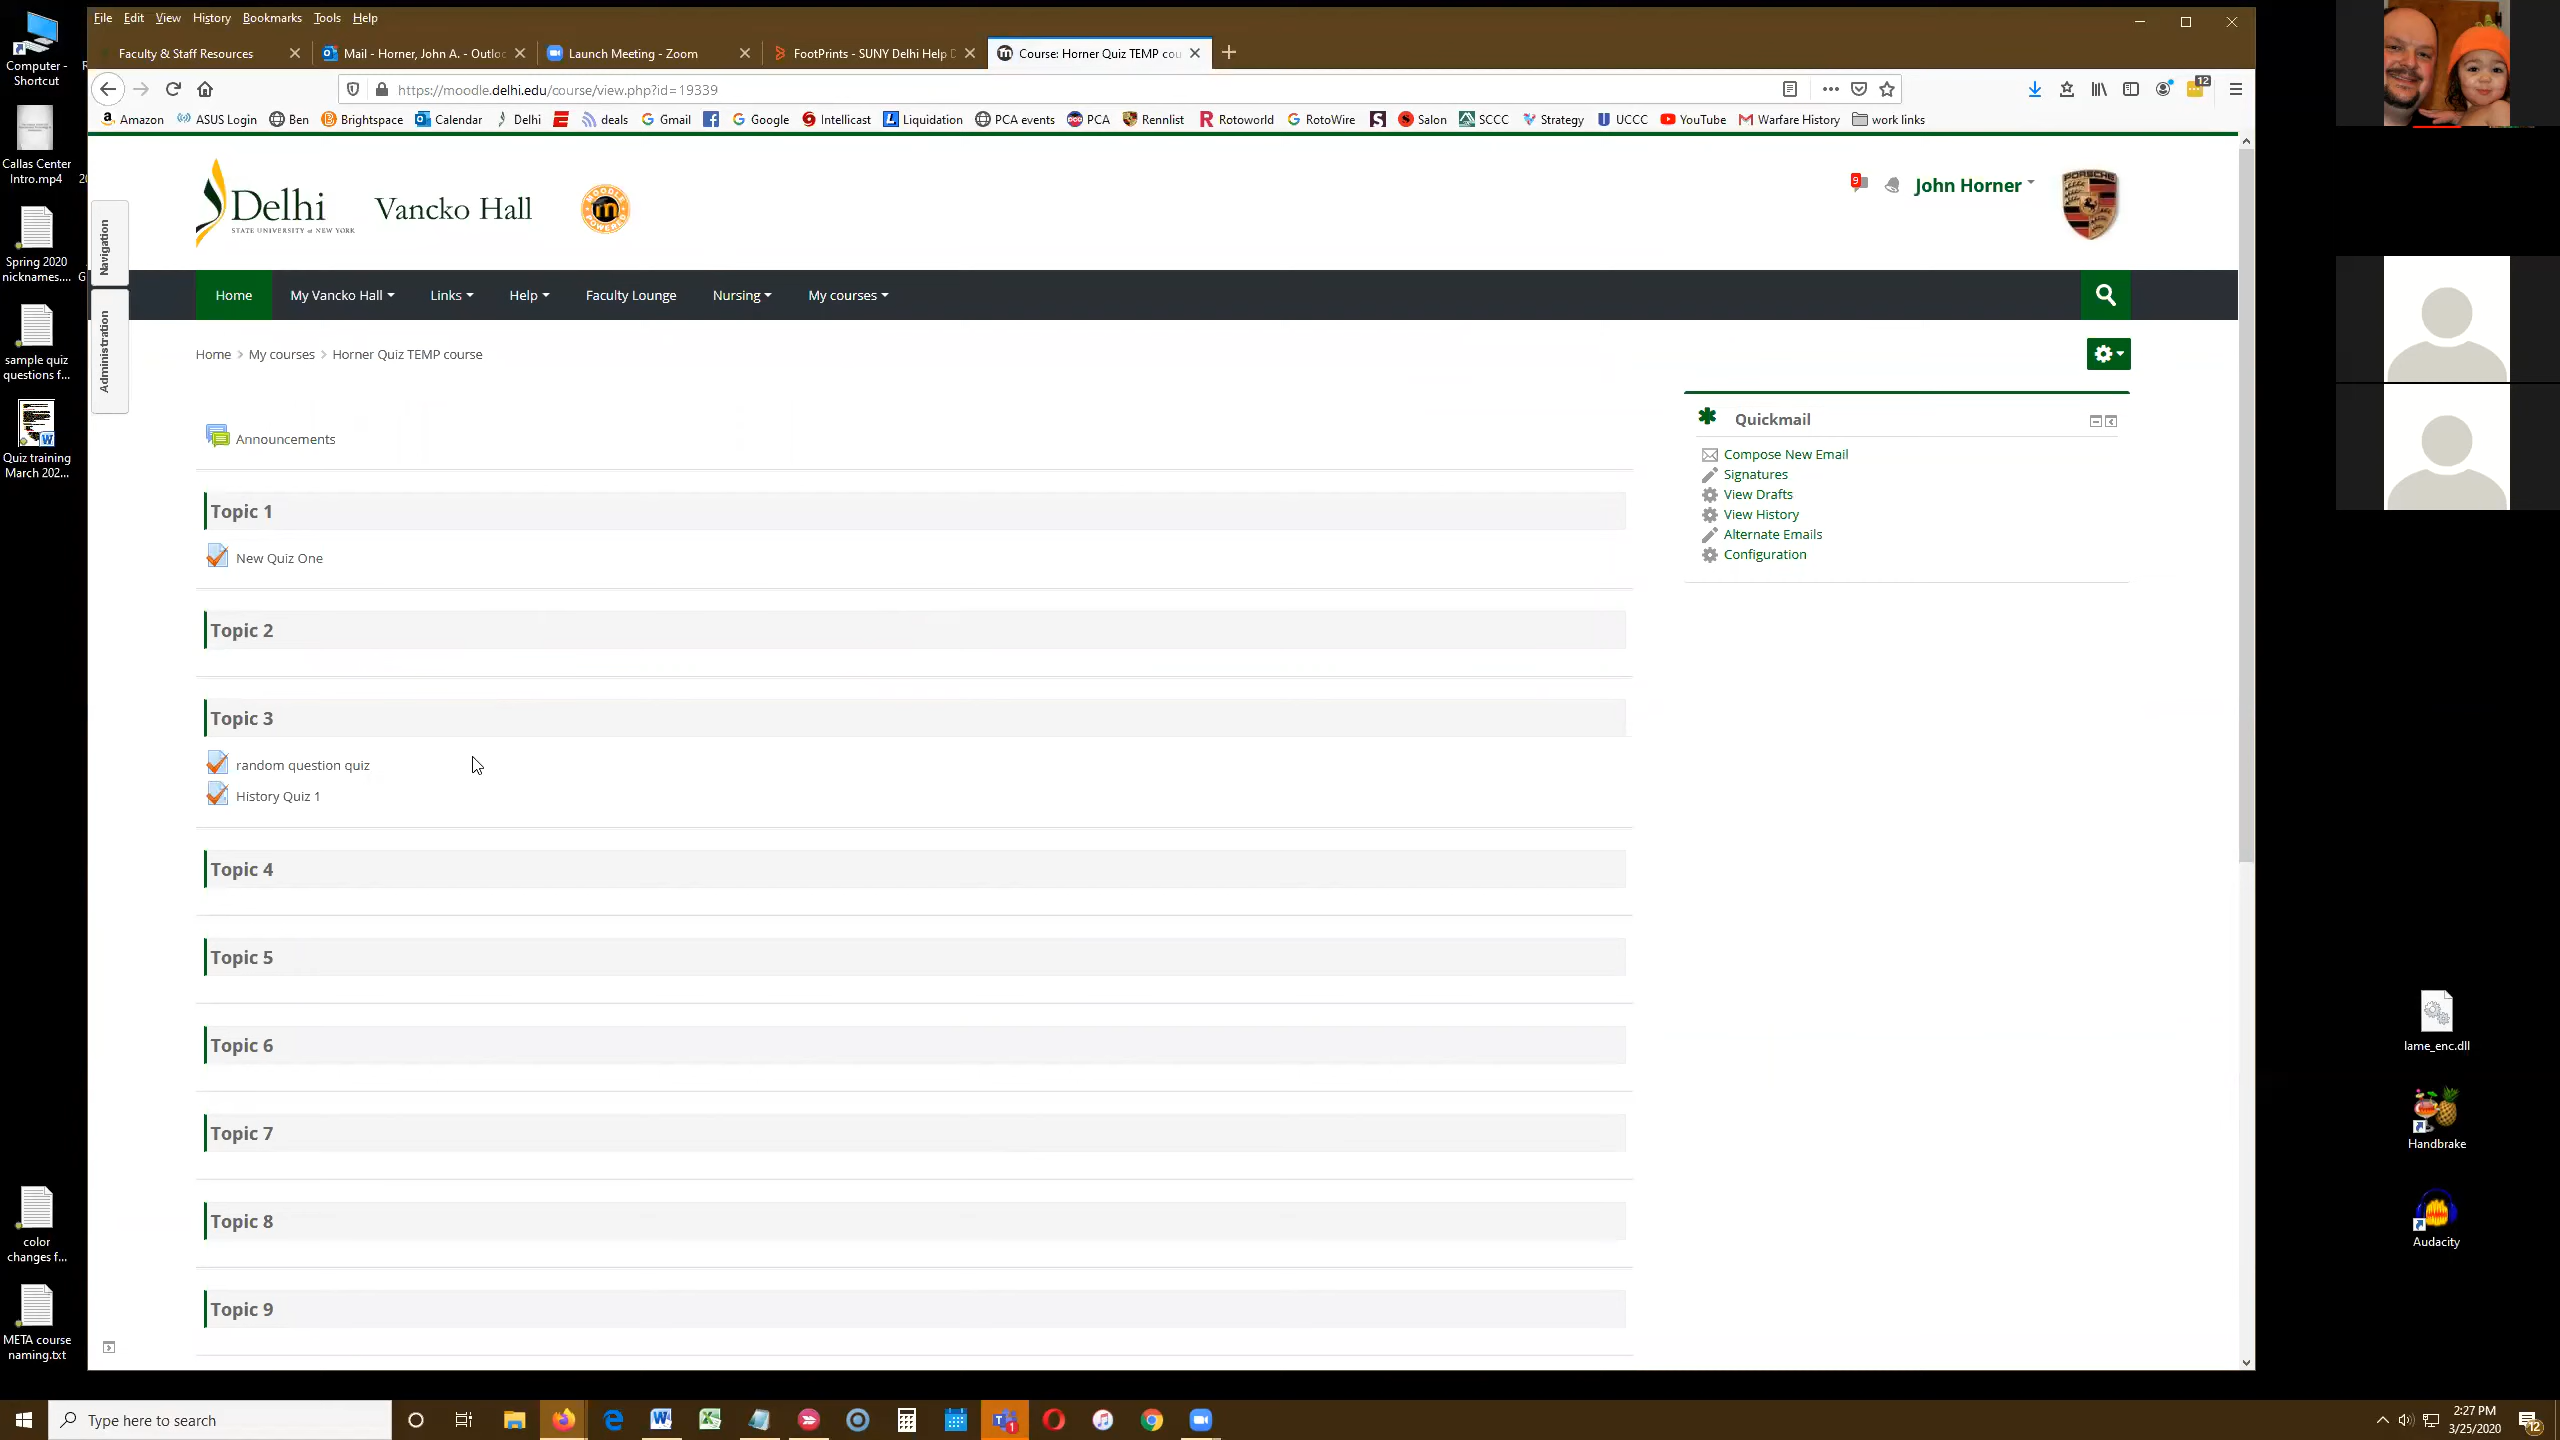 File Edit View History Bookmarks Tools Help
Faculty & Staff Resources
Mail - Horner, John A. - Outloo
Launch Meeting - Zoom
FootPrints - SUNY Delhi Help D
Course: Horner Quiz TEMP cou
https://moodle.delhi.edu/course/view.php?id=19339
12
Amazon ASUS Login Ben Brightspace Calendar Delhi deals Gmail Google Intellicast Liquidation PCA events PCA Rennlist Rotoworld RotoWire Salon SCCC Strategy UCCC YouTube Warfare History work links
Delhi
STATE UNIVERSITY of NEW YORK
Vancko Hall
MOODLE
m
POWERED
9
John Horner
PORSCHE
Navigation
Administration
Home My Vancko Hall Links Help Faculty Lounge Nursing My courses
Home > My courses > Horner Quiz TEMP course
Announcements
Topic 1
New Quiz One
Topic 2
Topic 3
random question quiz
History Quiz 1
Topic 4
Topic 5
Topic 6
Topic 7
Topic 8
Topic 9
Quickmail
Compose New Email
Signatures
View Drafts
View History
Alternate Emails
Configuration
Computer -
Shortcut
Callas Center
Intro.mp4
Spring 2020
nicknames....
sample quiz
questions f...
Quiz training
March 202...
color
changes f...
META course
naming.txt
lame_enc.dll
Handbrake
Audacity
Type here to search
2:27 PM
3/25/2020
12